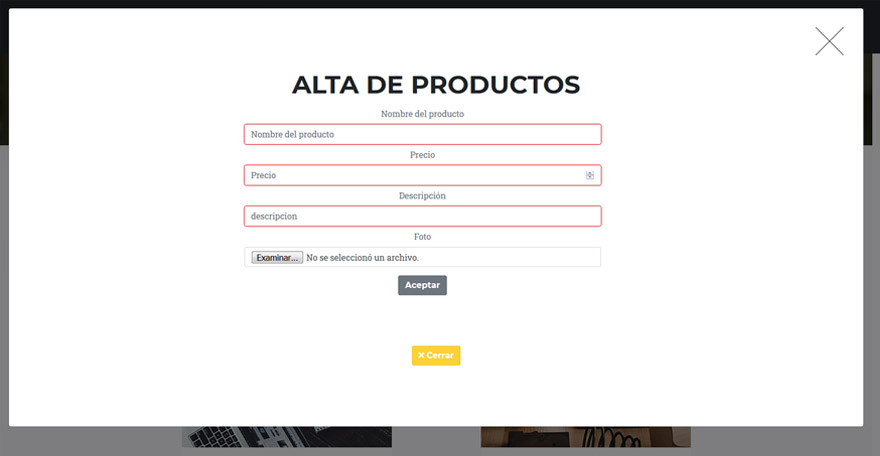 ALTA DE PRODUCTOS
Nombre del producto
Nombre del producto
Precio
Precio
Descripción
descripcion
Foto
Examinar... No se seleccionó un archivo.
Aceptar
× Cerrar